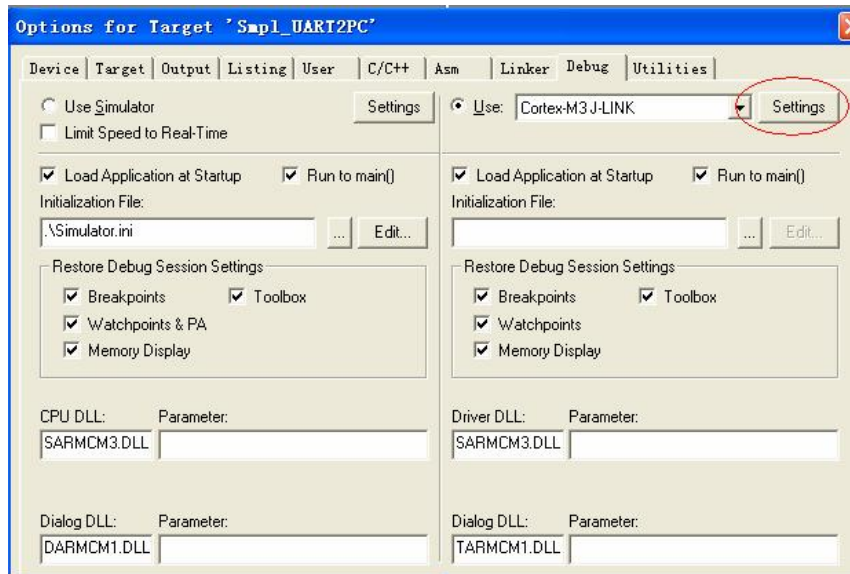 Options for Target 'Smpl_UART2PC'
Device Target Output Listing User C/C++ Asm Linker Debug Utilities
Use Simulator Settings Use: Cortex-M3 J-LINK Settings
Limit Speed to Real-Time
Load Application at Startup Run to main() Load Application at Startup Run to main()
Initialization File: Initialization File:
.\Simulator.ini ... Edit... ... Edit...
Restore Debug Session Settings Restore Debug Session Settings
Breakpoints Toolbox Breakpoints Toolbox
Watchpoints & PA Watchpoints
Memory Display Memory Display
CPU DLL: Parameter: Driver DLL: Parameter:
SARMCM3.DLL SARMCM3.DLL
Dialog DLL: Parameter: Dialog DLL: Parameter:
DARMCM1.DLL TARMCM1.DLL